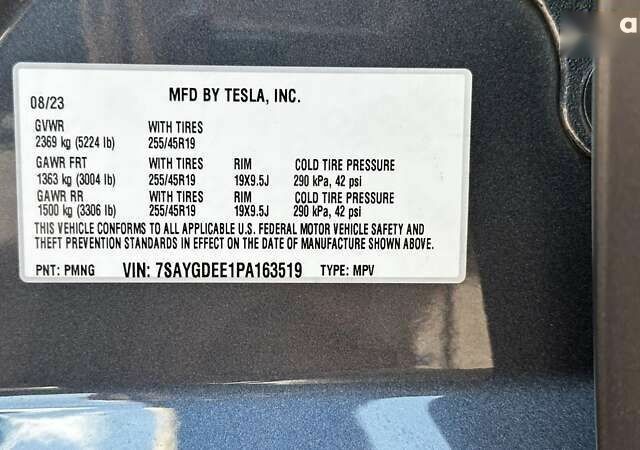 a
08/23 MFD BY TESLA, INC.
GVWR WITH TIRES
2369 kg (5224 lb) 255/45R19
GAWR FRT WITH TIRES RIM COLD TIRE PRESSURE
1363 kg (3004 lb) 255/45R19 19X9.5J 290 kPa, 42 psi
GAWR RR WITH TIRES RIM COLD TIRE PRESSURE
1500 kg (3306 lb) 255/45R19 19X9.5J 290 kPa, 42 psi
THIS VEHICLE CONFORMS TO ALL APPLICABLE U.S. FEDERAL MOTOR VEHICLE SAFETY AND
THEFT PREVENTION STANDARDS IN EFFECT ON THE DATE OF MANUFACTURE SHOWN ABOVE.
PNT: PMNG VIN: 7SAYGDEE1PA163519 TYPE: MPV